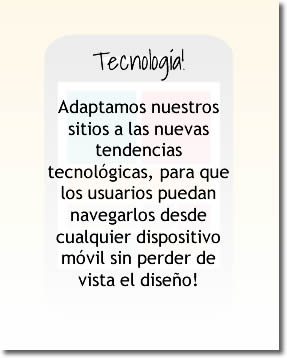 Tecnología!
Adaptamos nuestros
sitios a las nuevas
tendencias
tecnológicas, para que
los usuarios puedan
navegarlos desde
cualquier dispositivo
móvil sin perder de
vista el diseño!